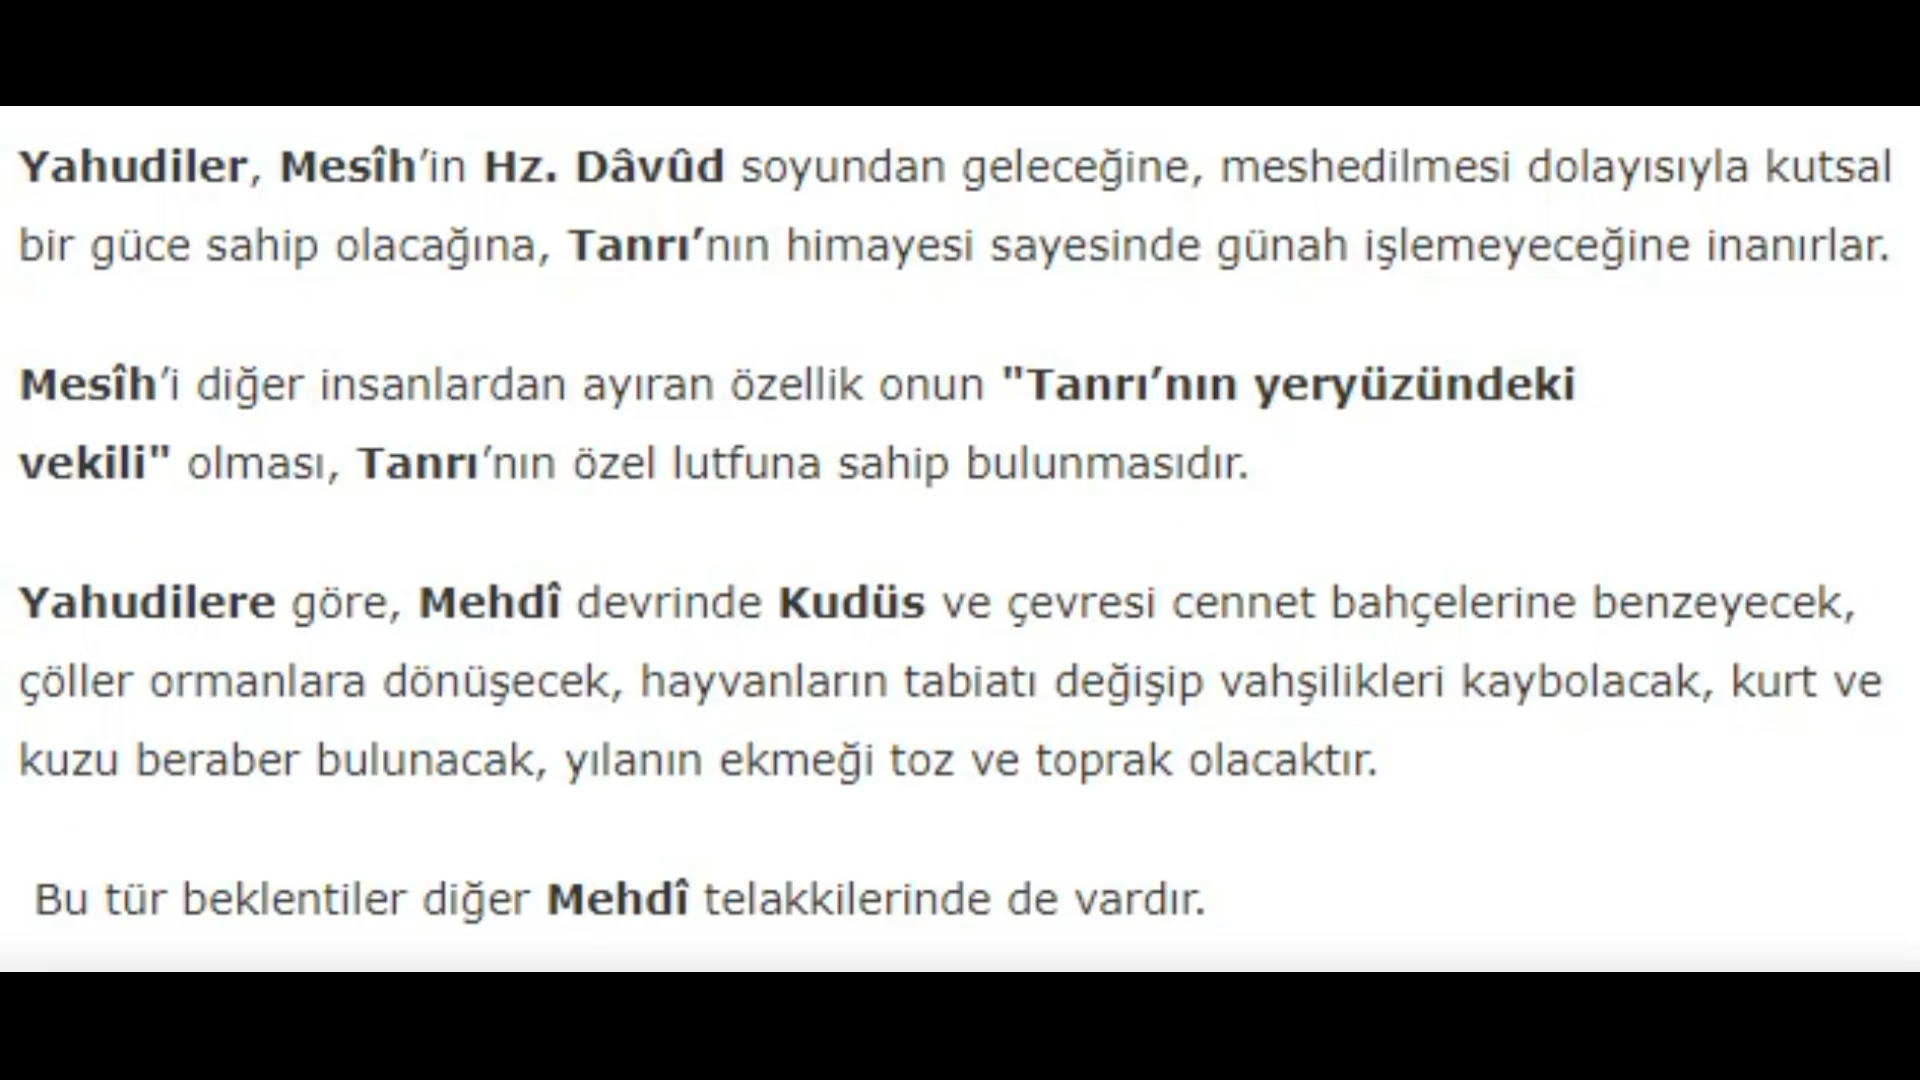 Yahudiler, Mesîh’in Hz. Dâvûd soyundan geleceğine, meshedilmesi dolayısıyla kutsal
bir güce sahip olacağına, Tanrı’nın himayesi sayesinde günah işlemeyeceğine inanırlar.
Mesîh’i diğer insanlardan ayıran özellik onun "Tanrı’nın yeryüzündeki
vekili" olması, Tanrı’nın özel lutfuna sahip bulunmasıdır.
Yahudilere göre, Mehdî devrinde Kudüs ve çevresi cennet bahçelerine benzeyecek,
çöller ormanlara dönüşecek, hayvanların tabiatı değişip vahşilikleri kaybolacak, kurt ve
kuzu beraber bulunacak, yılanın ekmeği toz ve toprak olacaktır.
Bu tür beklentiler diğer Mehdî telakkilerinde de vardır.